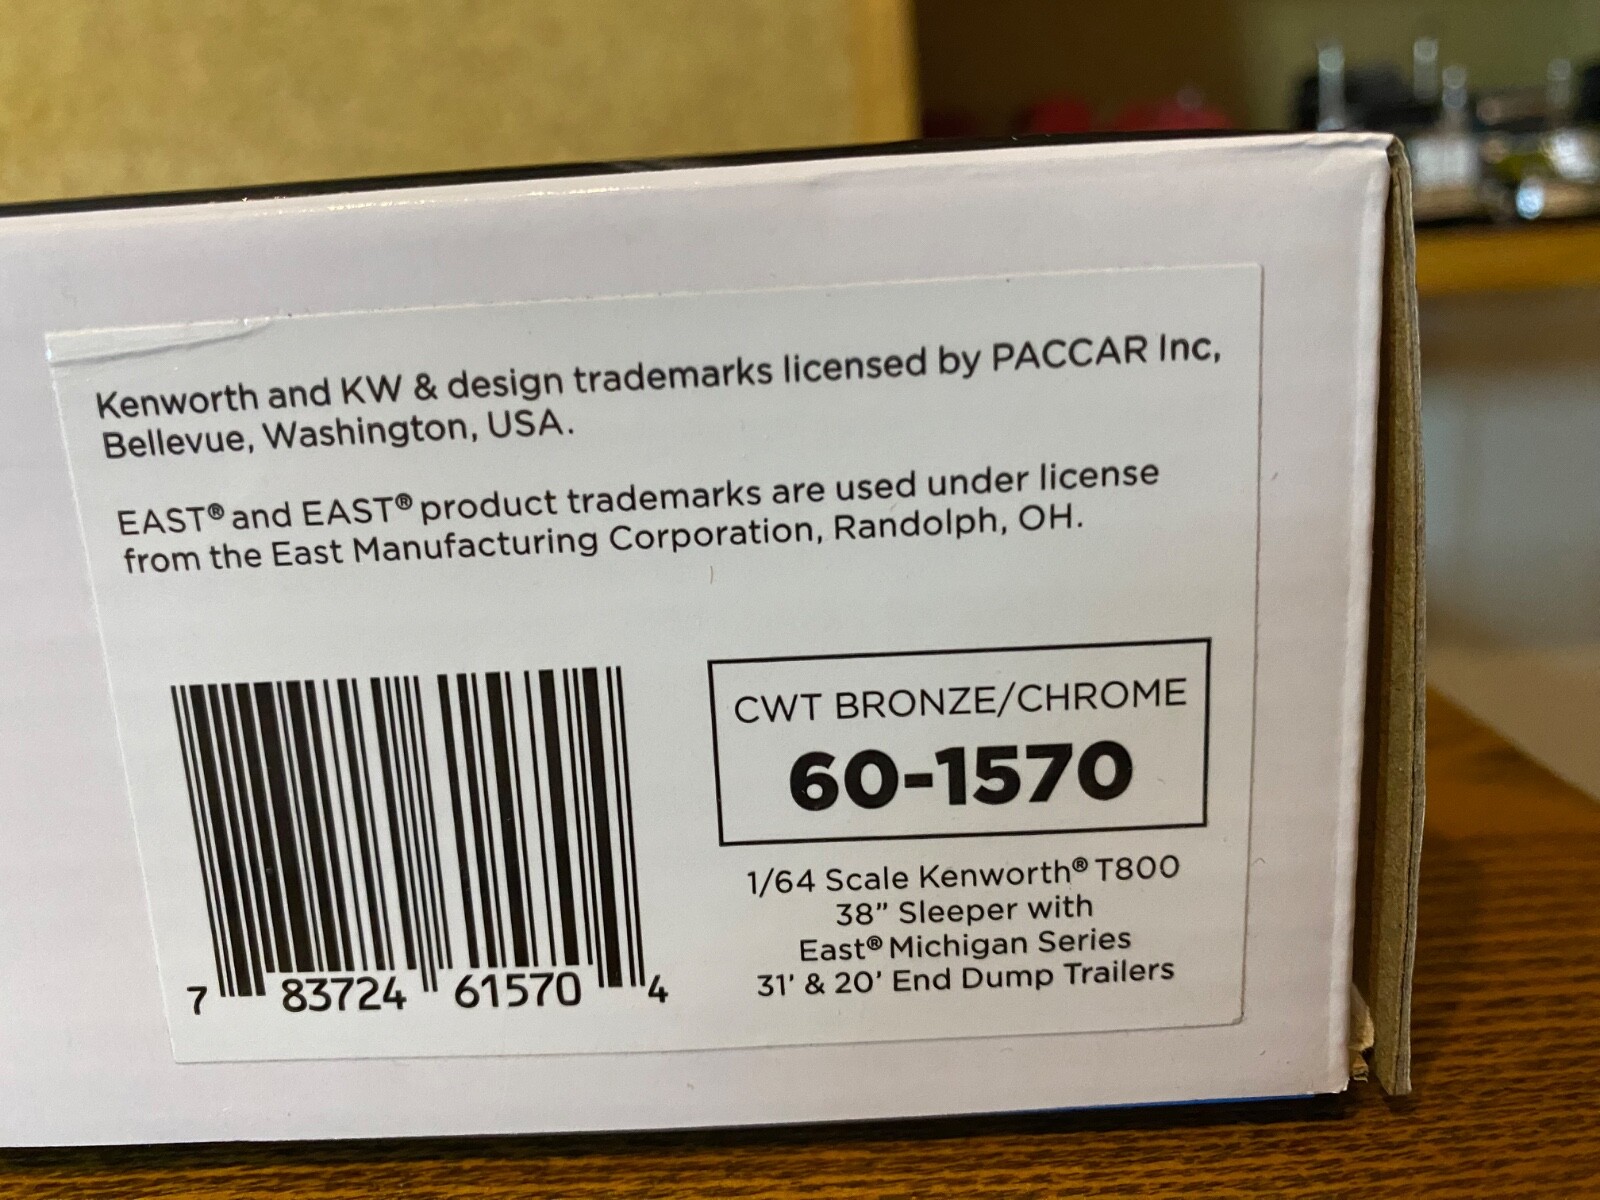 Kenworth and KW & design trademarks licensed by PACCAR Inc,
Bellevue, Washington, USA.
EAST® and EAST® product trademarks are used under license
from the East Manufacturing Corporation, Randolph, OH.
CWT BRONZE/CHROME
60-1570
1/64 Scale Kenworth® T800
38” Sleeper with
East® Michigan Series
31' & 20' End Dump Trailers
7 83724 61570 4